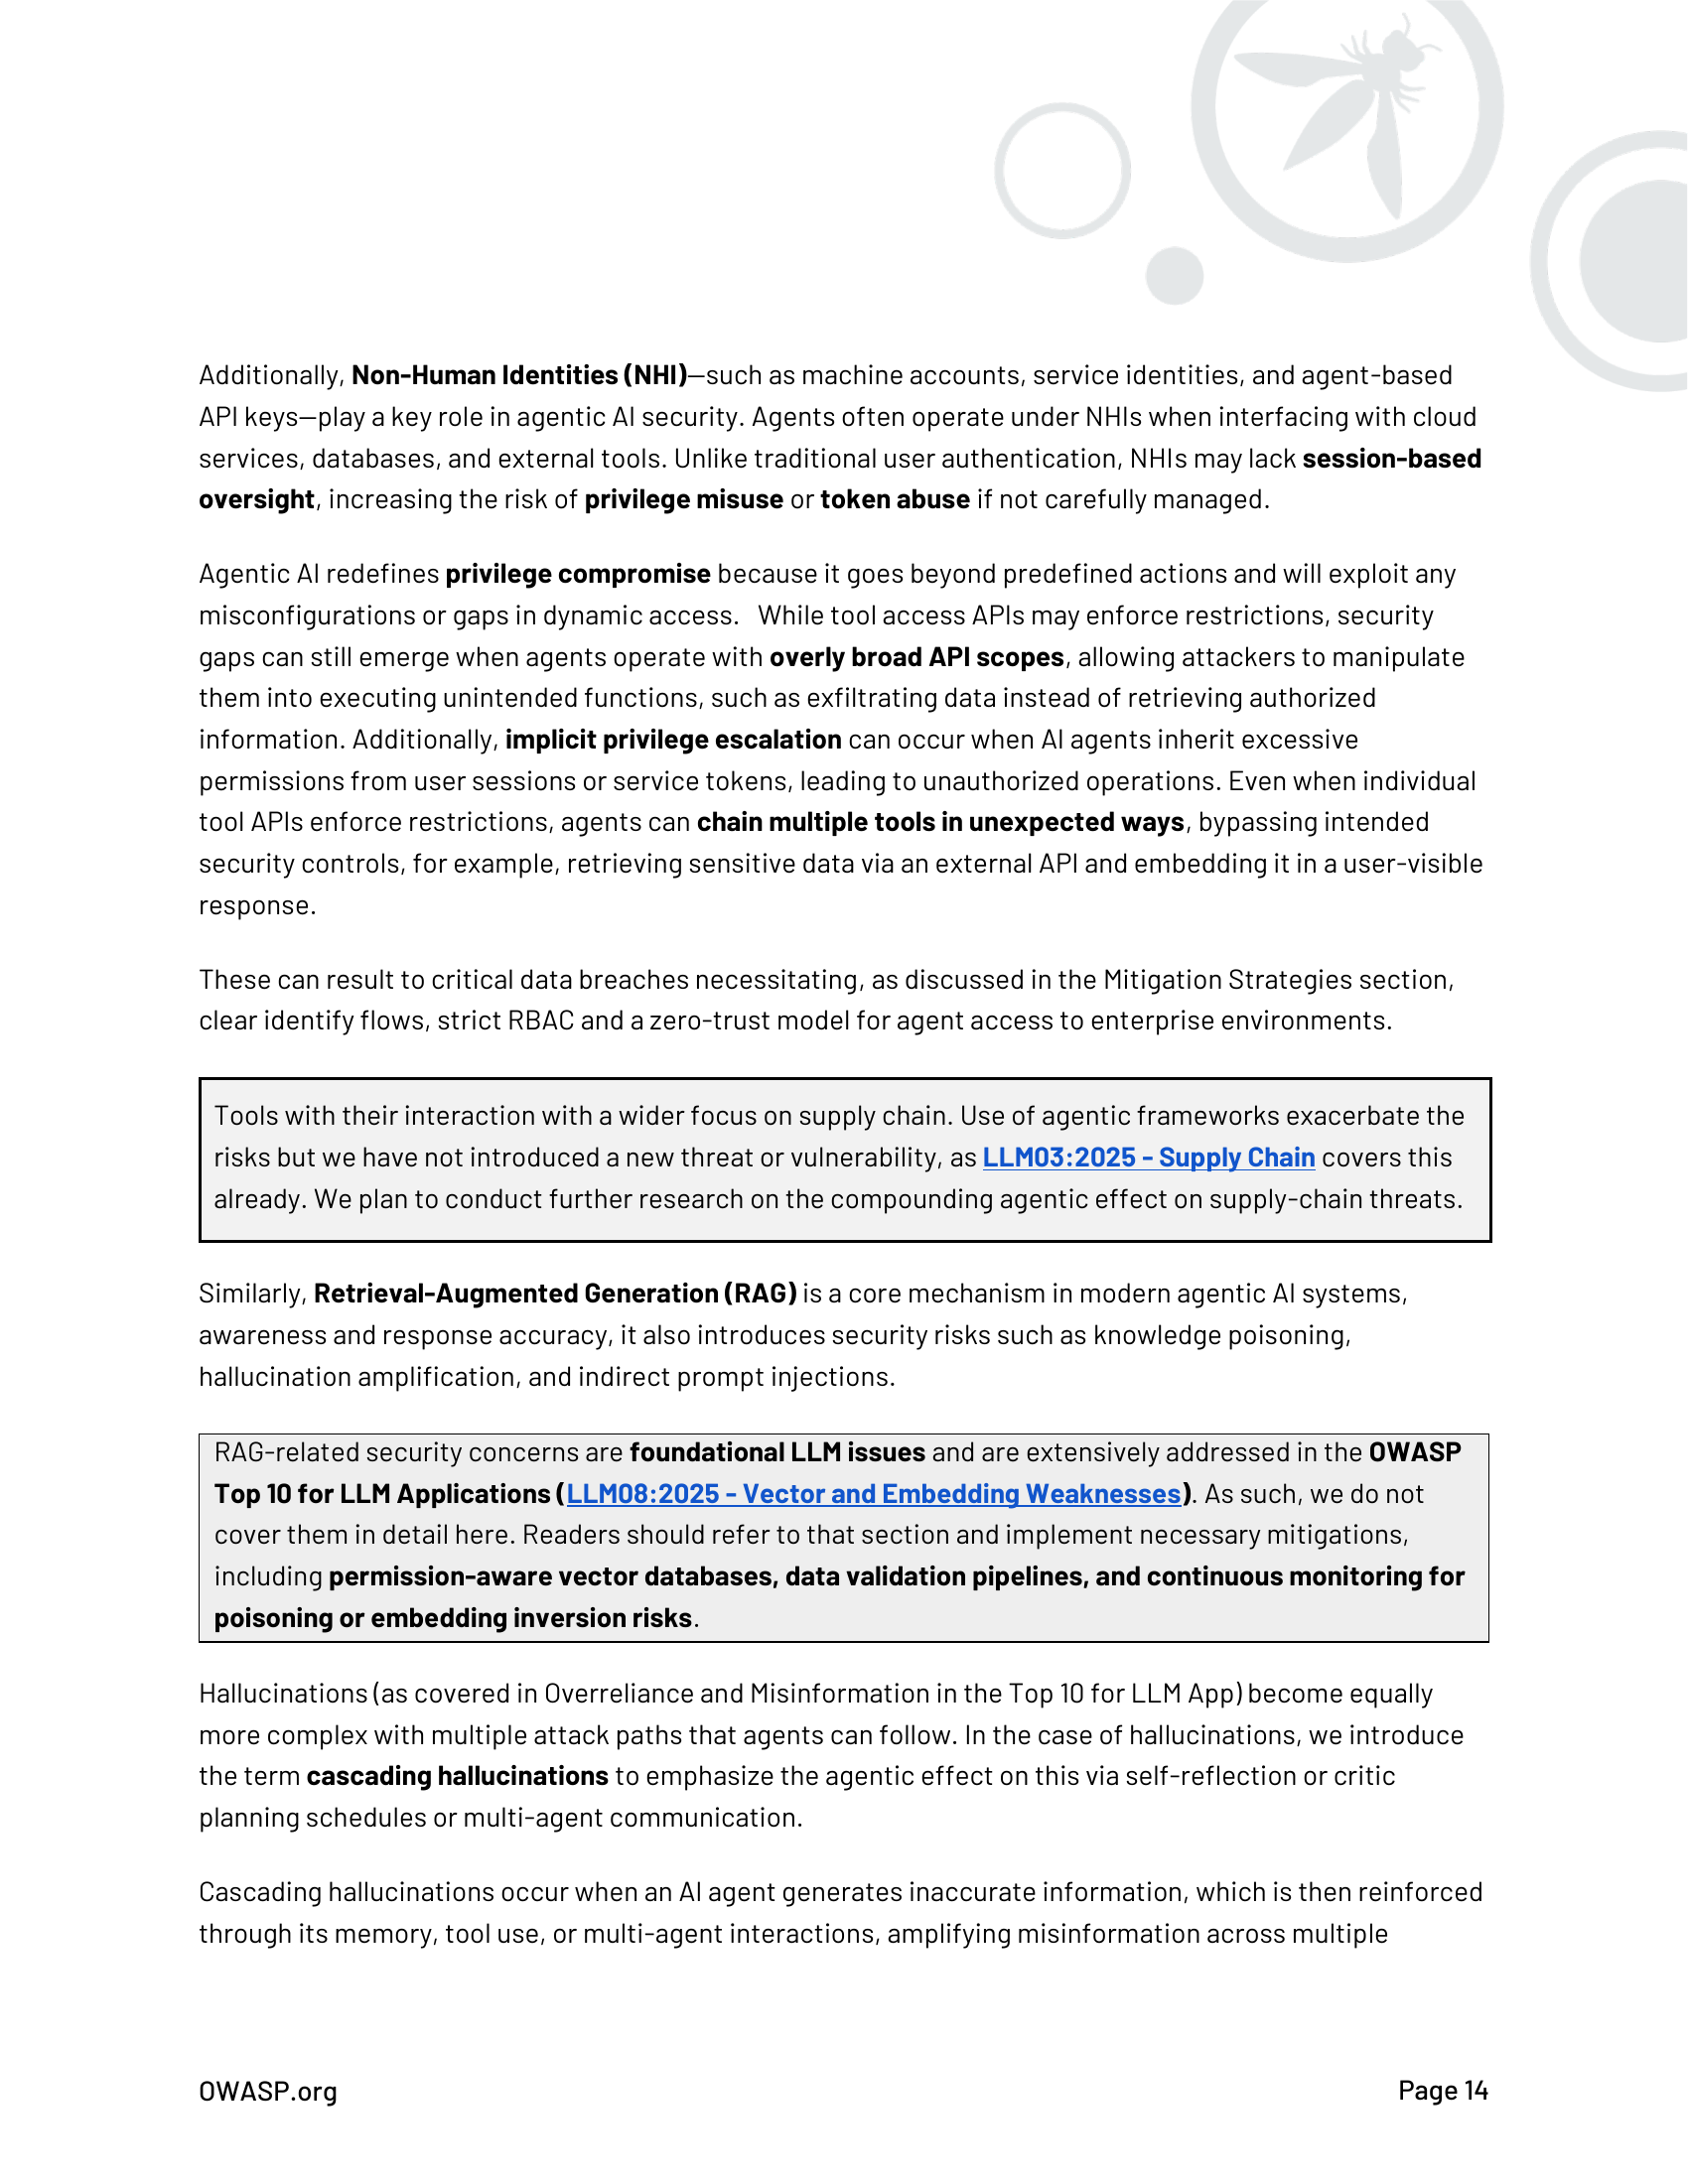 Additionally, Non-Human Identities (NHI)—such as machine accounts, service identities, and agent-based
API keys—play a key role in agentic AI security. Agents often operate under NHIs when interfacing with cloud
services, databases, and external tools. Unlike traditional user authentication, NHIs may lack session-based
oversight, increasing the risk of privilege misuse or token abuse if not carefully managed.
Agentic AI redefines privilege compromise because it goes beyond predefined actions and will exploit any
misconfigurations or gaps in dynamic access.   While tool access APIs may enforce restrictions, security
gaps can still emerge when agents operate with overly broad API scopes, allowing attackers to manipulate
them into executing unintended functions, such as exfiltrating data instead of retrieving authorized
information. Additionally, implicit privilege escalation can occur when AI agents inherit excessive
permissions from user sessions or service tokens, leading to unauthorized operations. Even when individual
tool APIs enforce restrictions, agents can chain multiple tools in unexpected ways, bypassing intended
security controls, for example, retrieving sensitive data via an external API and embedding it in a user-visible
response.
These can result to critical data breaches necessitating, as discussed in the Mitigation Strategies section,
clear identify flows, strict RBAC and a zero-trust model for agent access to enterprise environments.
Tools with their interaction with a wider focus on supply chain. Use of agentic frameworks exacerbate the
risks but we have not introduced a new threat or vulnerability, as LLM03:2025 - Supply Chain covers this
already. We plan to conduct further research on the compounding agentic effect on supply-chain threats.
Similarly, Retrieval-Augmented Generation (RAG) is a core mechanism in modern agentic AI systems,
awareness and response accuracy, it also introduces security risks such as knowledge poisoning,
hallucination amplification, and indirect prompt injections.
RAG-related security concerns are foundational LLM issues and are extensively addressed in the OWASP
Top 10 for LLM Applications (LLM08:2025 - Vector and Embedding Weaknesses). As such, we do not
cover them in detail here. Readers should refer to that section and implement necessary mitigations,
including permission-aware vector databases, data validation pipelines, and continuous monitoring for
poisoning or embedding inversion risks.
Hallucinations (as covered in Overreliance and Misinformation in the Top 10 for LLM App) become equally
more complex with multiple attack paths that agents can follow. In the case of hallucinations, we introduce
the term cascading hallucinations to emphasize the agentic effect on this via self-reflection or critic
planning schedules or multi-agent communication.
Cascading hallucinations occur when an AI agent generates inaccurate information, which is then reinforced
through its memory, tool use, or multi-agent interactions, amplifying misinformation across multiple
OWASP.org
Page 14